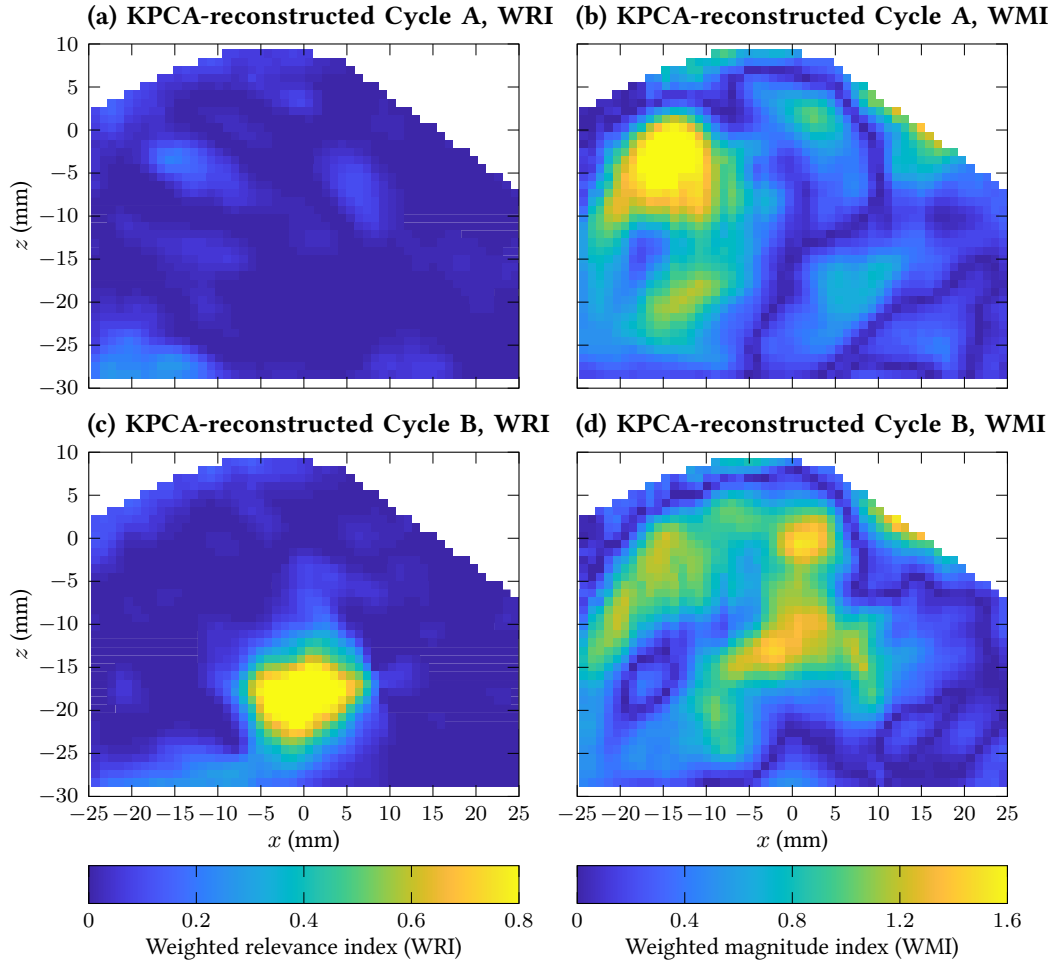 (a) KPCA-reconstructed Cycle A, WRI
(b) KPCA-reconstructed Cycle A, WMI
10
5
0
−5
−10
−15
−20
−25
−30
z (mm)
(c) KPCA-reconstructed Cycle B, WRI
(d) KPCA-reconstructed Cycle B, WMI
10
5
0
−5
−10
−15
−20
−25
−30
z (mm)
−25 −20 −15 −10 −5 0 5 10 15 20 25
−25 −20 −15 −10 −5 0 5 10 15 20 25
x (mm)
x (mm)
0 0.2 0.4 0.6 0.8
0 0.4 0.8 1.2 1.6
Weighted relevance index (WRI)
Weighted magnitude index (WMI)